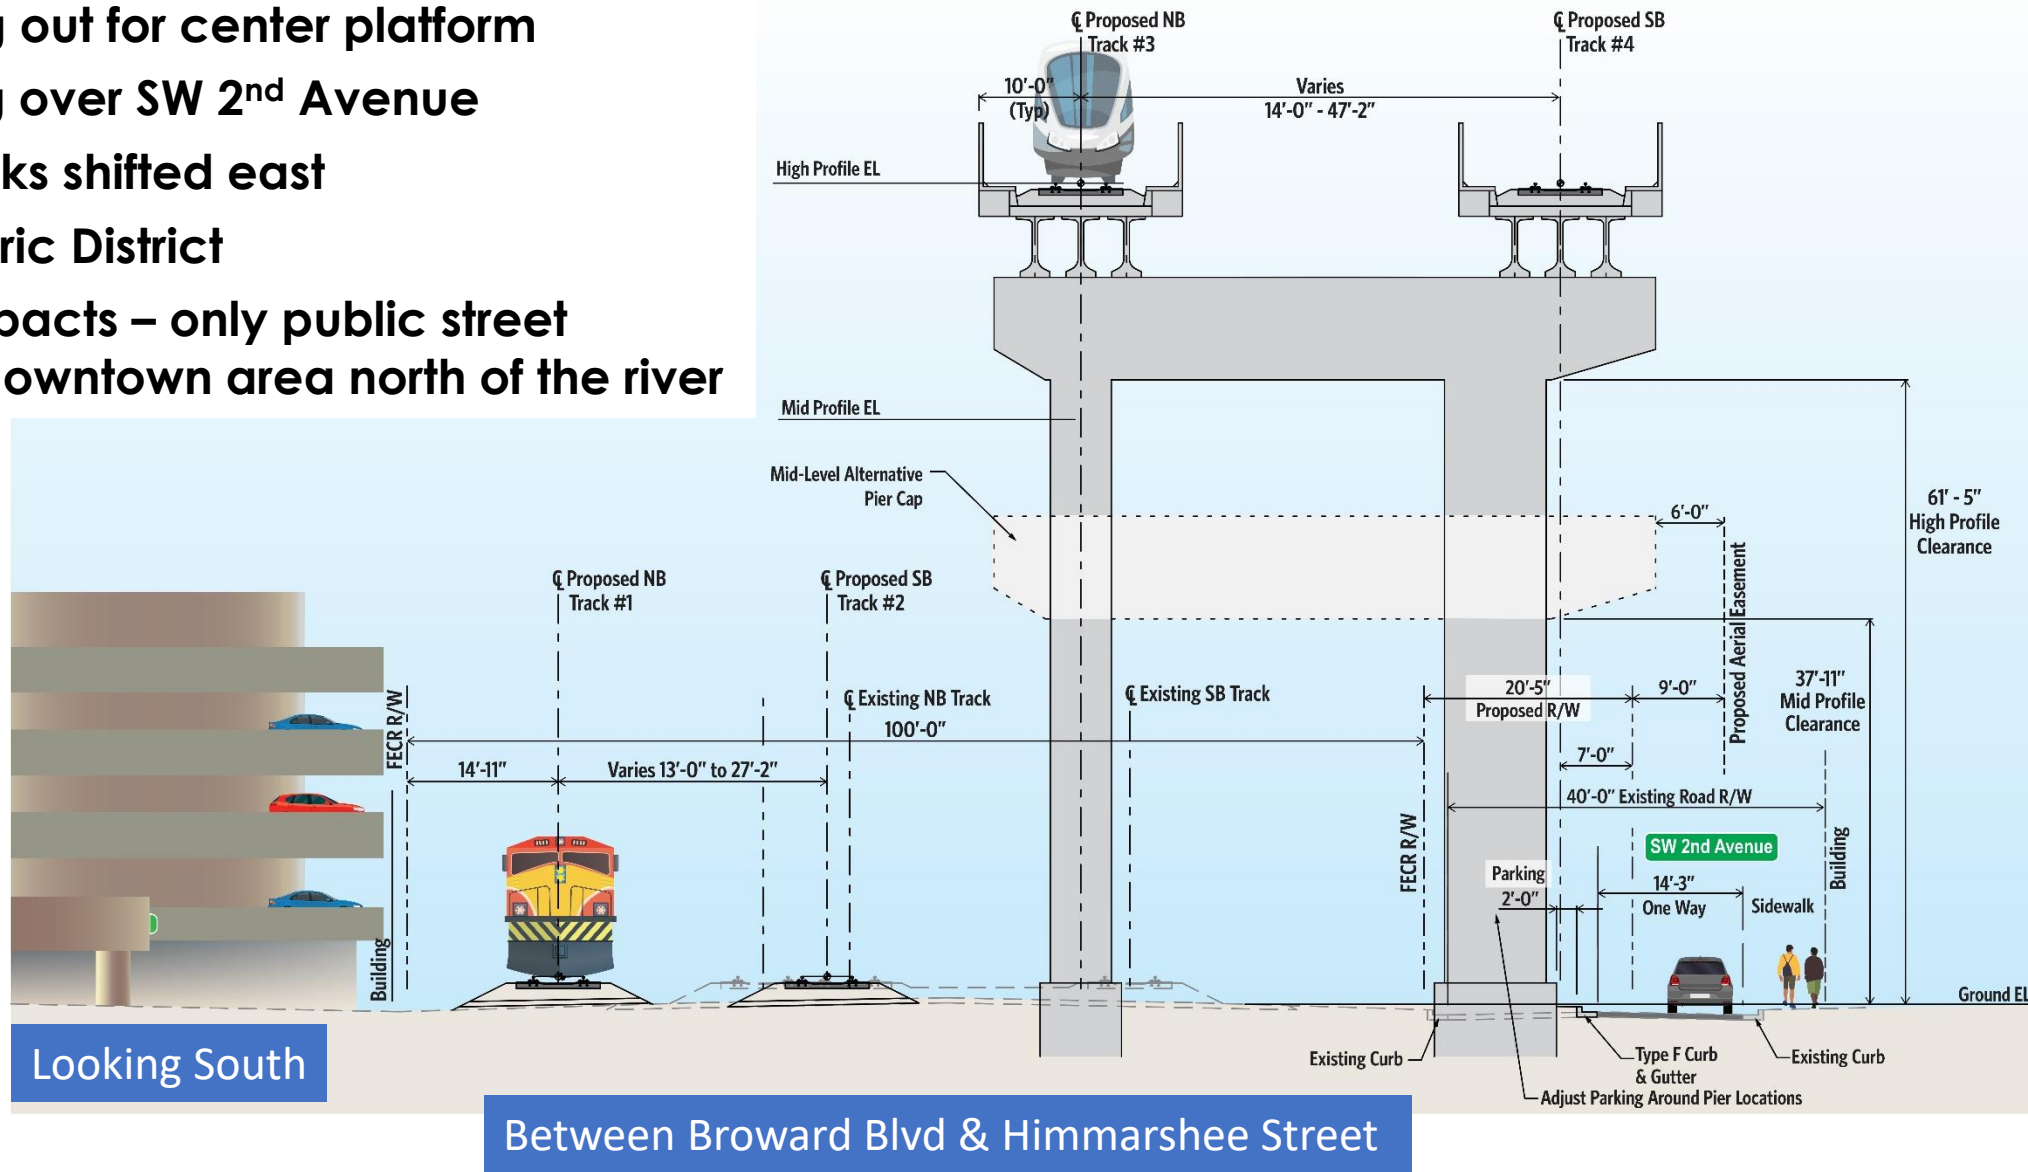 out for center platform
over SW 2nd Avenue
shifted east
District
– only public street
downtown area north of the river
℄ Proposed NB
Track #3
℄ Proposed SB
Track #4
10'-0"
(Typ)
Varies
14'-0" - 47'-2"
High Profile EL
Mid Profile EL
Mid-Level Alternative
Pier Cap
6'-0"
61' - 5"
High Profile
Clearance
Proposed Aerial Easement
℄ Proposed NB
Track #1
℄ Proposed SB
Track #2
FECR R/W
℄ Existing NB Track
℄ Existing SB Track
100'-0"
20'-5"
Proposed R/W
9'-0"
37'-11"
Mid Profile
Clearance
14'-11"
Varies 13'-0" to 27'-2"
7'-0"
40'-0" Existing Road R/W
FECR R/W
SW 2nd Avenue
Building
Parking
2'-0"
14'-3"
One Way
Sidewalk
Building
Ground EL
Looking South
Existing Curb
Type F Curb
& Gutter
Existing Curb
Adjust Parking Around Pier Locations
Between Broward Blvd & Himmarshee Street